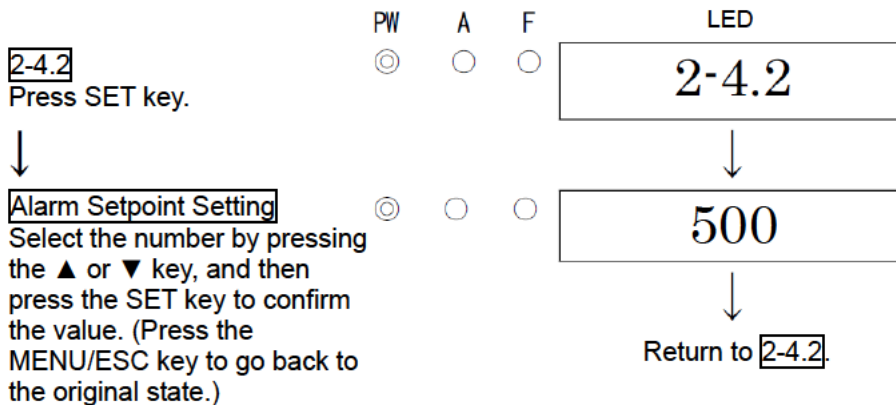 PW A F LED
2-4.2
Press SET key.
2-4.2
↓
↓
Alarm Setpoint Setting
500
Select the number by pressing
the ▲ or ▼ key, and then
press the SET key to confirm
the value. (Press the
MENU/ESC key to go back to
the original state.)
↓
Return to 2-4.2.